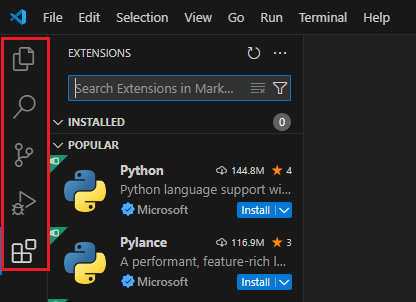 File Edit Selection View Go Run Terminal Help
EXTENSIONS
Search Extensions in Mark...
INSTALLED 0
POPULAR
Python 144.8M 4
Python language support wi...
Microsoft Install
Pylance 116.9M 3
A performant, feature-rich l...
Microsoft Install